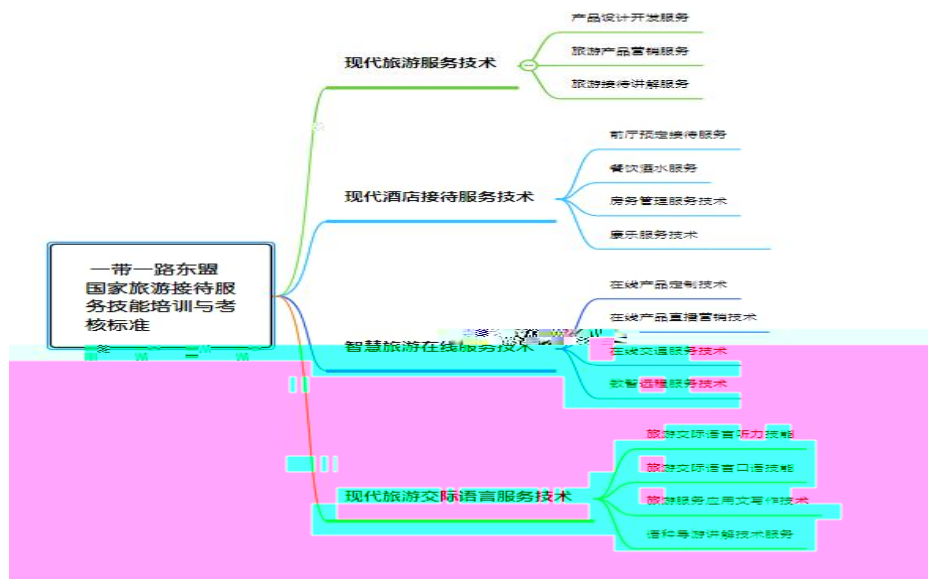 产品设计开发服务
现代旅游服务技术
旅游产品营销服务
旅游接待讲解服务
前厅预定接待服务
餐饮酒水服务
现代酒店接待服务技术
房务管理服务技术
康乐服务技术
一带一路东盟
国家旅游接待服
务技能培训与考
核标准
在线产品定制技术
在线产品直播营销技术
智慧旅游在线服务技术
在线交通服务技术
数智远程服务技术
旅游交际语言听力技能
旅游交际语言口语技能
现代旅游交际语言服务技术
旅游服务应用文写作技术
语种导游讲解技术服务